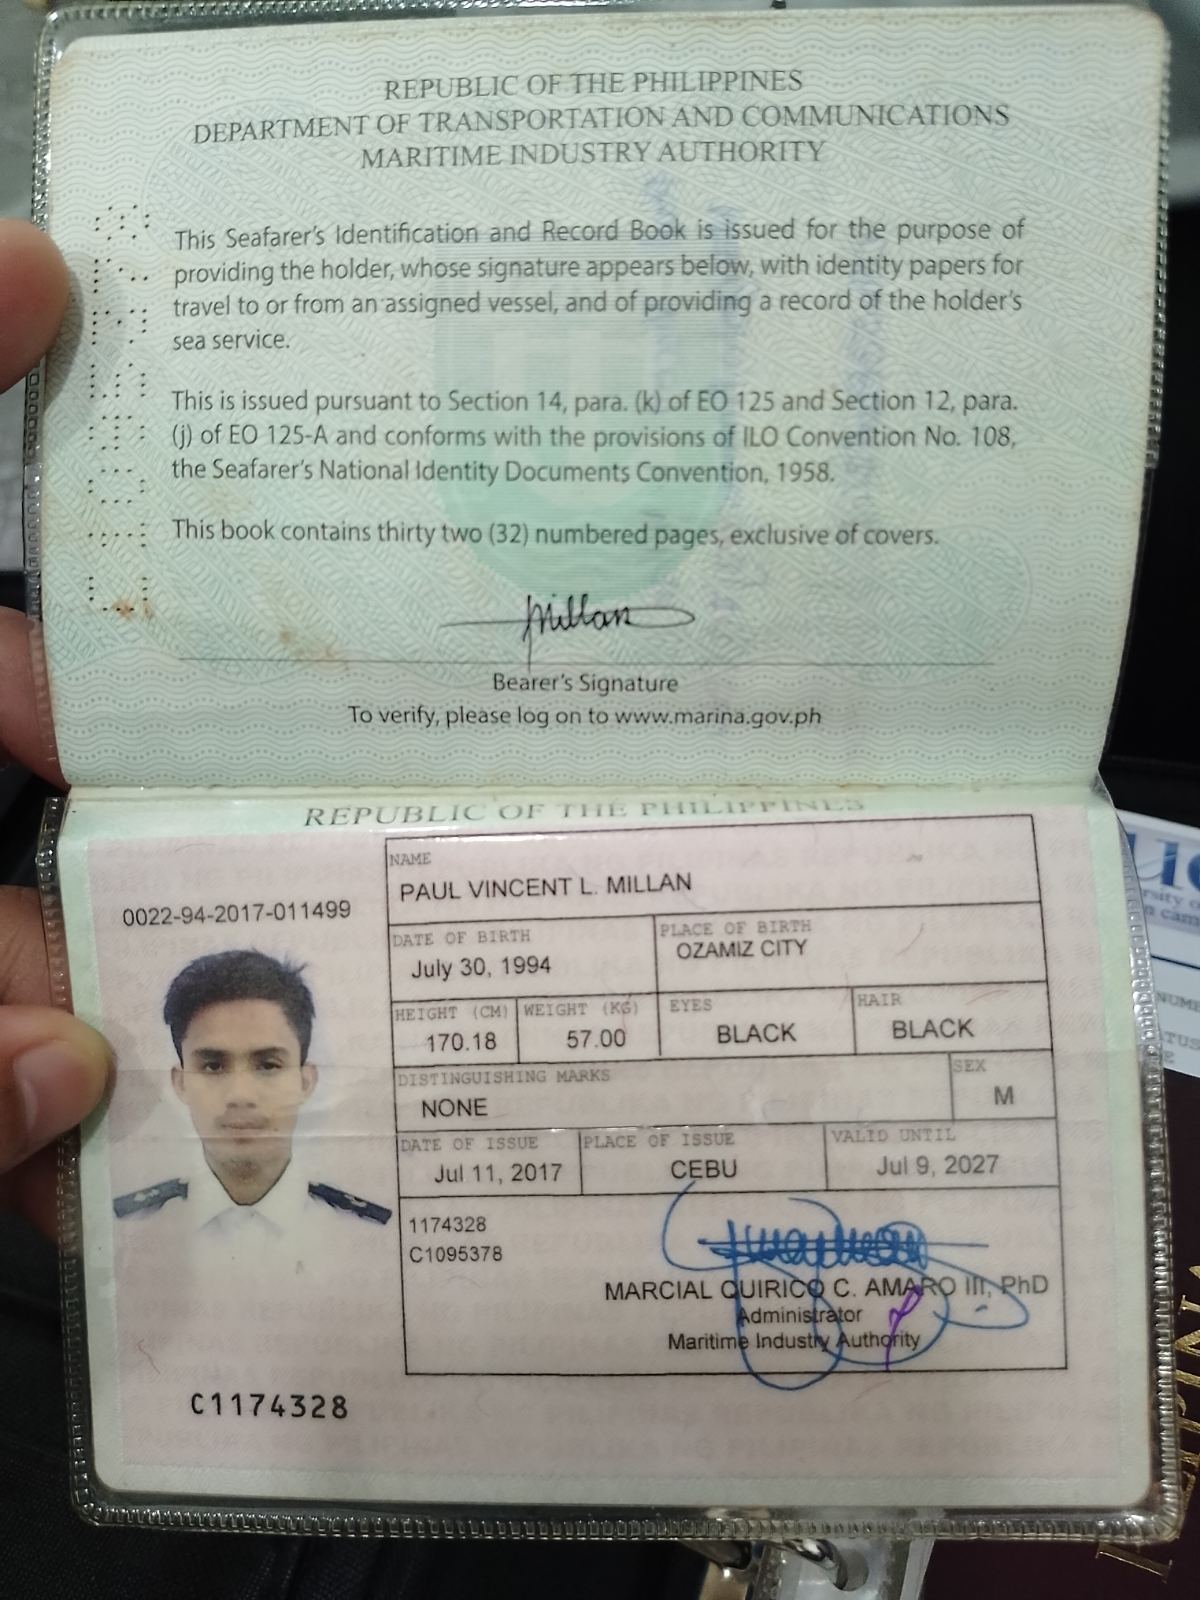 REPUBLIC OF THE PHILIPPINES
DEPARTMENT OF TRANSPORTATION AND COMMUNICATIONS
MARITIME INDUSTRY AUTHORITY
This Seafarer's Identification and Record Book is issued for the purpose of
providing the holder, whose signature appears below, with identity papers for
travel to or from an assigned vessel, and of providing a record of the holder's
sea service.
This is issued pursuant to Section 14, para. (k) of EO 125 and Section 12, para.
(j) of EO 125-A and conforms with the provisions of ILO Convention No. 108,
the Seafarer's National Identity Documents Convention, 1958.
This book contains thirty two (32) numbered pages, exclusive of covers.
Millan
Bearer's Signature
To verify, please log on to www.marina.gov.ph
REPUBLIC OF THE PHILIPPINES
0022-94-2017-011499
NAME
PAUL VINCENT L. MILLAN
DATE OF BIRTH PLACE OF BIRTH
July 30, 1994 OZAMIZ CITY
HEIGHT (CM) WEIGHT (KG) EYES HAIR
170.18 57.00 BLACK BLACK
DISTINGUISHING MARKS SEX
NONE M
DATE OF ISSUE PLACE OF ISSUE VALID UNTIL
Jul 11, 2017 CEBU Jul 9, 2027
1174328
C1095378
MARCIAL QUIRICO C. AMARO III, PhD
Administrator
Maritime Industry Authority
C1174328